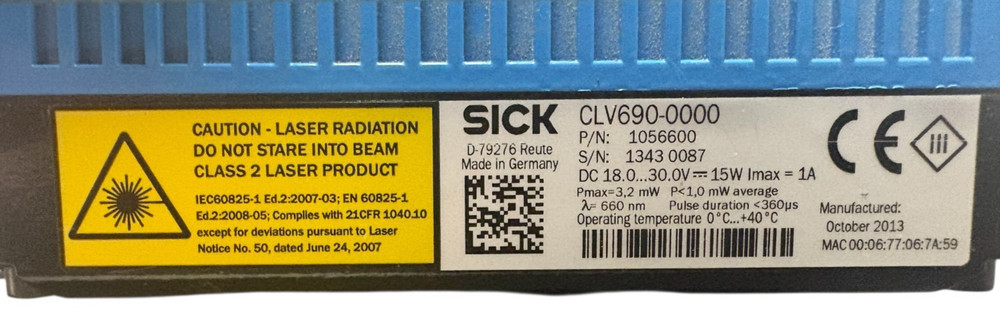 CAUTION - LASER RADIATION
DO NOT STARE INTO BEAM
CLASS 2 LASER PRODUCT
IEC60825-1 Ed.2:2007-03; EN 60825-1
Ed.2:2008-05; Complies with 21CFR 1040.10
except for deviations pursuant to Laser
Notice No. 50, dated June 24, 2007
SICK
D-79276 Reute
Made in Germany
CLV690-0000
P/N: 1056600
S/N: 1343 0087
DC 18.0...30.0V⎓ 15W Imax = 1A
Pmax=3,2 mW P<1,0 mW average
λ= 660 nm Pulse duration <360µs
Operating temperature 0°C...+40°C
CE
III
Manufactured:
October 2013
MAC 00:06:77:06:7A:59